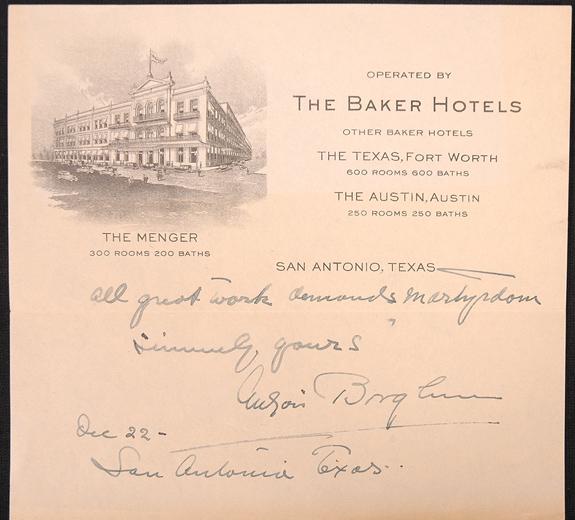 OPERATED BY
THE BAKER HOTELS
OTHER BAKER HOTELS
THE TEXAS, FORT WORTH
600 ROOMS 600 BATHS
THE AUSTIN, AUSTIN
250 ROOMS 250 BATHS
THE MENGER
300 ROOMS 200 BATHS
SAN ANTONIO, TEXAS
all great work demands martyrdom"
Sincerely yours
Gutzon Borglum
Dec 22-
San Antonio Texas..